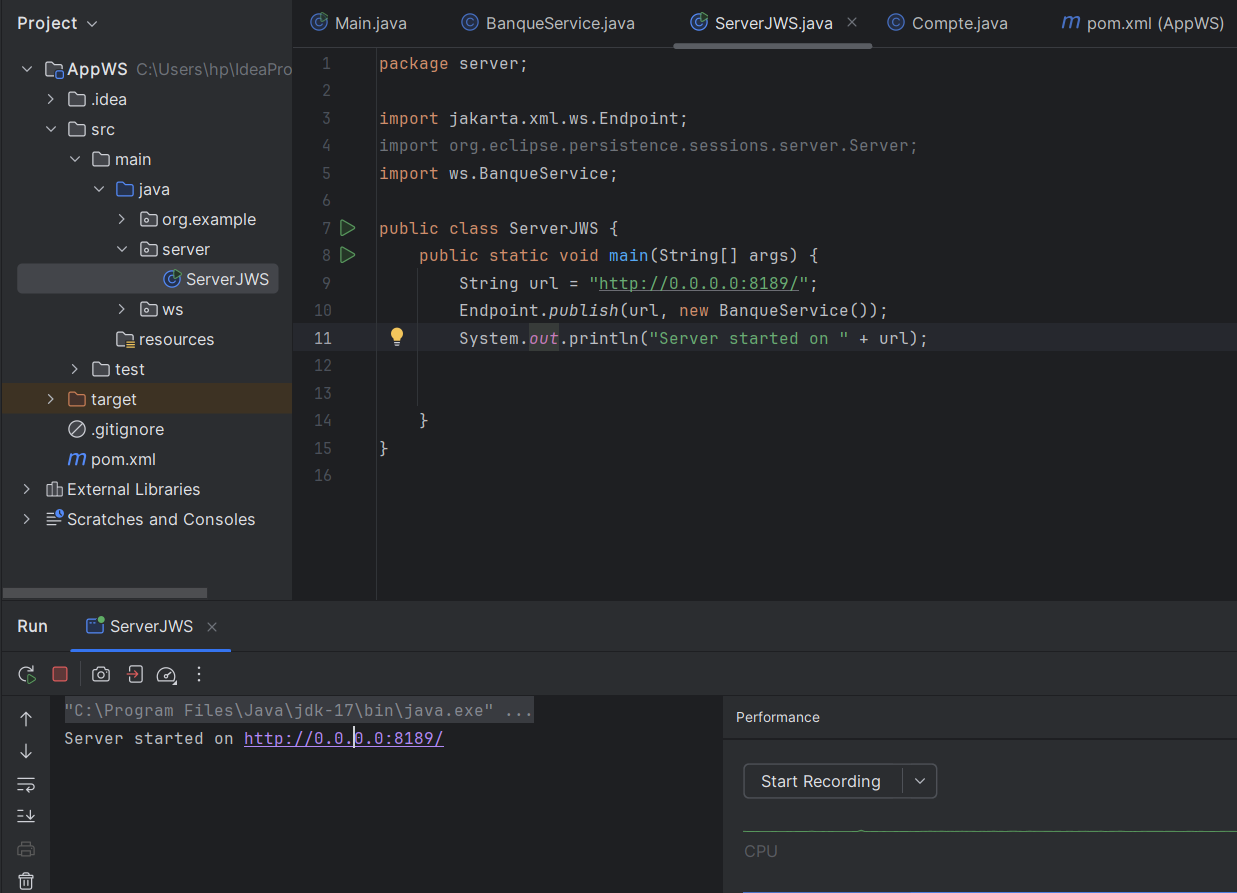 Project
Main.java
BanqueService.java
ServerJWS.java
Compte.java
pom.xml (AppWS)
AppWS C:\Users\hp\IdeaPro
.idea
src
main
java
org.example
server
ServerJWS
ws
resources
test
target
.gitignore
pom.xml
External Libraries
Scratches and Consoles
1 package server;
2
3 import jakarta.xml.ws.Endpoint;
4 import org.eclipse.persistence.sessions.server.Server;
5 import ws.BanqueService;
6
7 public class ServerJWS {
8 public static void main(String[] args) {
9 String url = "http://0.0.0.0:8189/";
10 Endpoint.publish(url, new BanqueService());
11 System.out.println("Server started on " + url);
12
13
14 }
15 }
16
Run
ServerJWS
"C:\Program Files\Java\jdk-17\bin\java.exe" ...
Server started on http://0.0.0.0:8189/
Performance
Start Recording
CPU